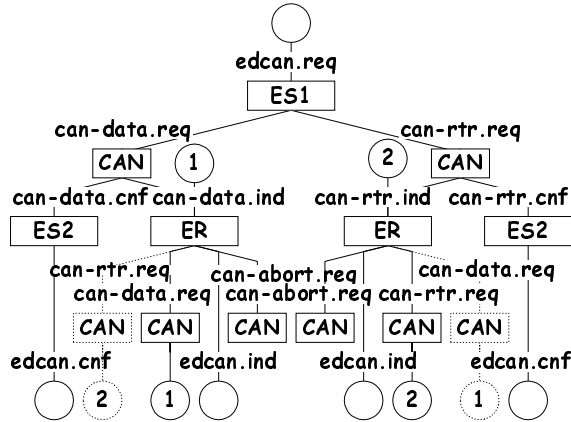 edcan.req
ES1
can-data.req can-rtr.req
CAN 1 2 CAN
can-data.cnf can-data.ind can-rtr.ind can-rtr.cnf
ES2 ER ER ES2
can-rtr.req can-abort.req can-data.req
can-data.req can-abort.req can-rtr.req
CAN CAN CAN CAN CAN CAN
edcan.cnf edcan.ind edcan.ind edcan.cnf
2 1 2 1